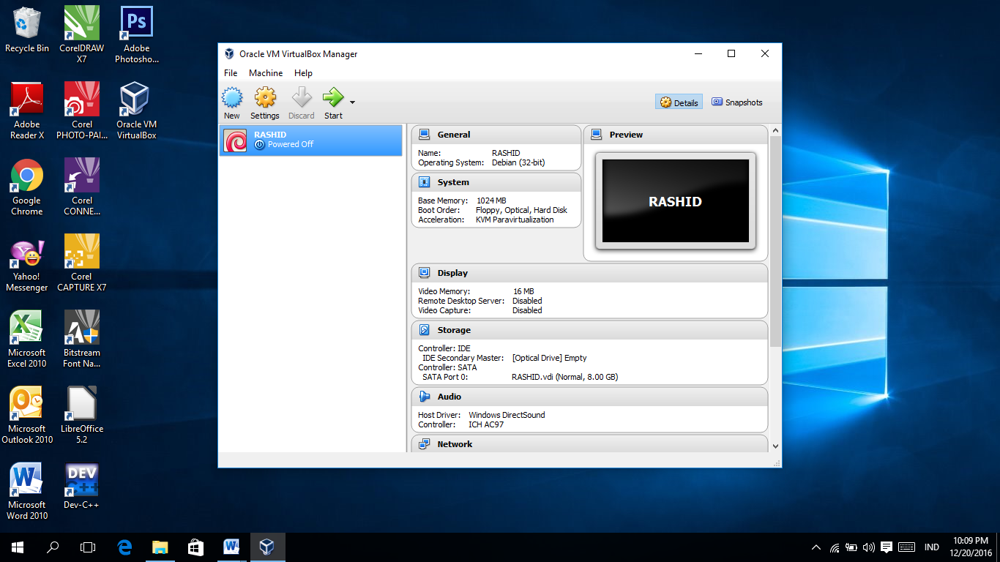 Recycle Bin
CorelDRAW
X7
Adobe
Photosho...
Ps
Adobe
Reader X
Corel
PHOTO-PAI...
Oracle VM
VirtualBox
Google
Chrome
Corel
CONNE...
Yahoo!
Messenger
Corel
CAPTURE X7
Microsoft
Excel 2010
Bitstream
Font Na...
Microsoft
Outlook 2010
LibreOffice
5.2
Microsoft
Word 2010
DEV
C++
Dev-C++
Oracle VM VirtualBox Manager
File Machine Help
New Settings Discard Start
Details Snapshots
RASHID
Powered Off
General
Name: RASHID
Operating System: Debian (32-bit)
System
Base Memory: 1024 MB
Boot Order: Floppy, Optical, Hard Disk
Acceleration: KVM Paravirtualization
Preview
RASHID
Display
Video Memory: 16 MB
Remote Desktop Server: Disabled
Video Capture: Disabled
Storage
Controller: IDE
IDE Secondary Master: [Optical Drive] Empty
Controller: SATA
SATA Port 0: RASHID.vdi (Normal, 8.00 GB)
Audio
Host Driver: Windows DirectSound
Controller: ICH AC97
Network
IND
10:09 PM
12/20/2016